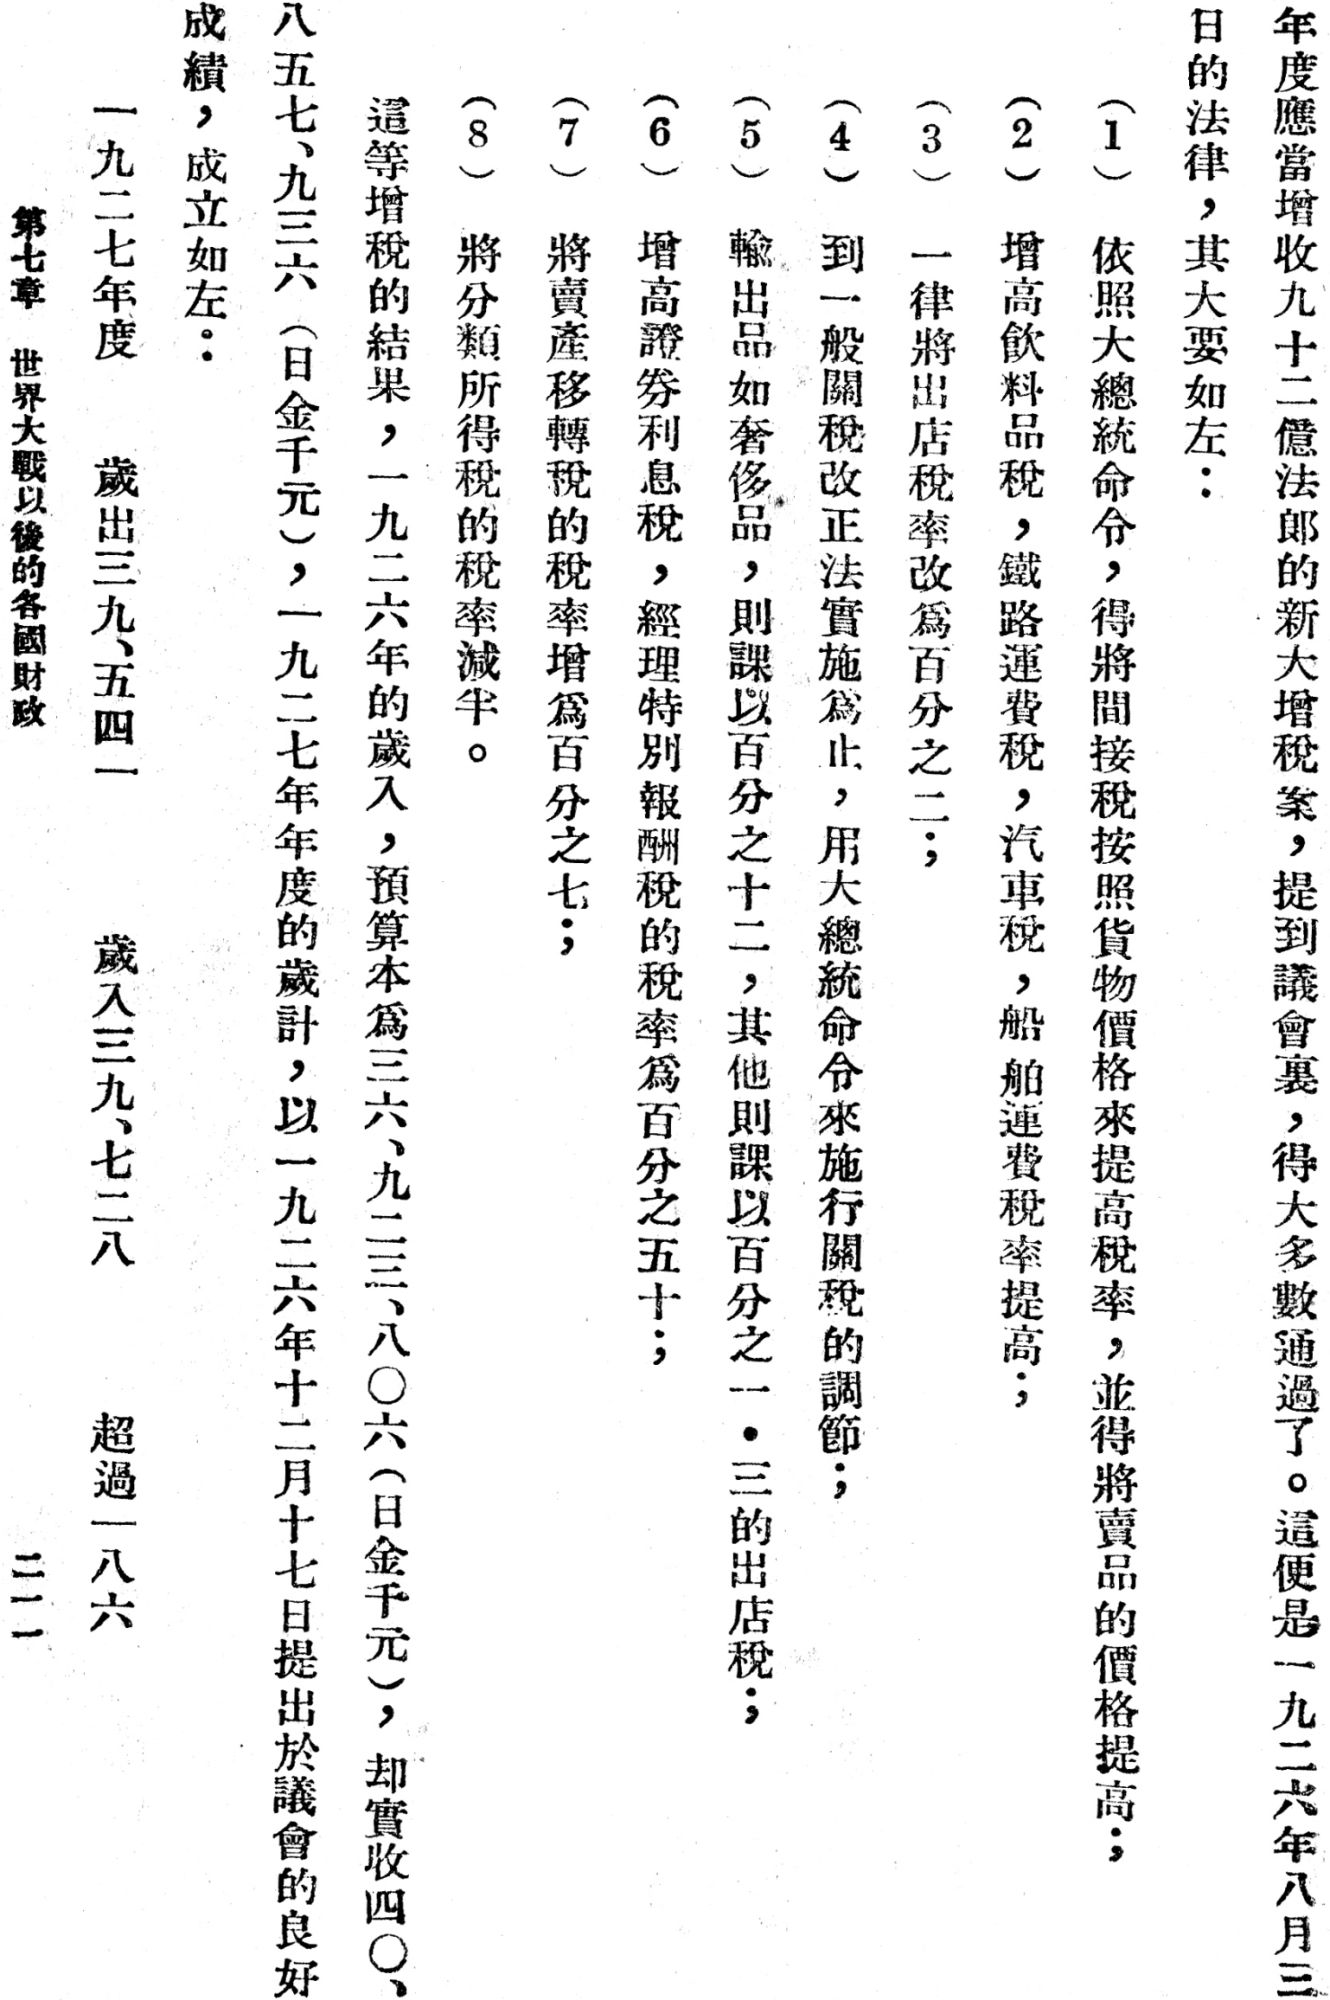 年度應當增收九十二億法郎的新大增稅案，提到議會裏，得大多數通過了。這便是一九二六年八月三
日的法律，其大要如左：
（1）　依照大總統命令，得將間接稅按照貨物價格來提高稅率，並得將賣品的價格提高；
（2）　增高飲料品稅，鐵路運費稅，汽車稅，船舶運費稅率提高；
（3）　一律將出店稅率改爲百分之二；
（4）　到一般關稅改正法實施爲止，用大總統命令來施行關稅的調節；
（5）　輸出品如奢侈品，則課以百分之十二，其他則課以百分之一・三的出店稅；
（6）　增高證券利息稅，經理特別報酬稅的稅率爲百分之五十；
（7）　將賣產移轉稅的稅率增爲百分之七；
（8）　將分類所得稅的稅率減半。
這等增稅的結果，一九二六年的歲入，預算本爲三六、九二三、八〇六（日金千元），却實收四〇、
八五七、九三六（日金千元），一九二七年年度的歲計，以一九二六年十二月十七日提出於議會的良好
成績，成立如左：
一九二七年度　歲出三九、五四一　歲入三九、七二八　超過一八六
第七章　世界大戰以後的各國財政　二一一